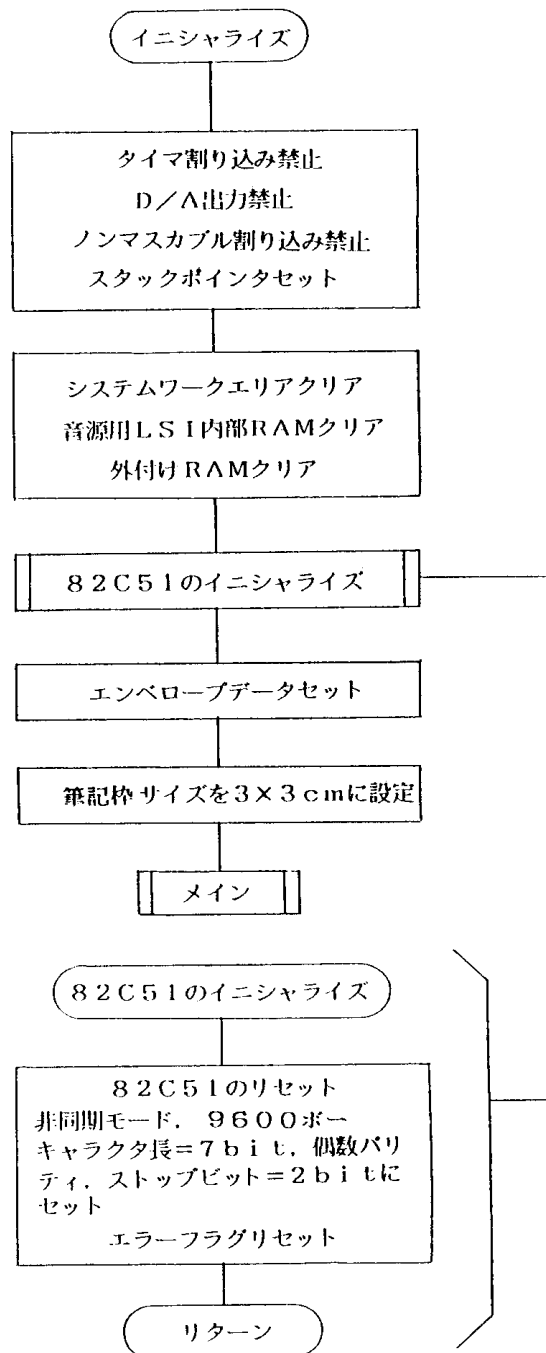 イニシャライズ
タイマ割り込み禁止
D/A出力禁止
ノンマスカブル割り込み禁止
スタックポインタセット
システムワークエリアクリア
音源用LSI内部RAMクリア
外付けRAMクリア
82C51のイニシャライズ
エンベロープデータセット
筆記枠サイズを3×3cmに設定
メイン
82C51のイニシャライズ
82C51のリセット
非同期モード, 9600ボー
キャラクタ長=7bit, 偶数パリ
ティ, ストップビット=2bitに
セット
エラーフラグリセット
リターン